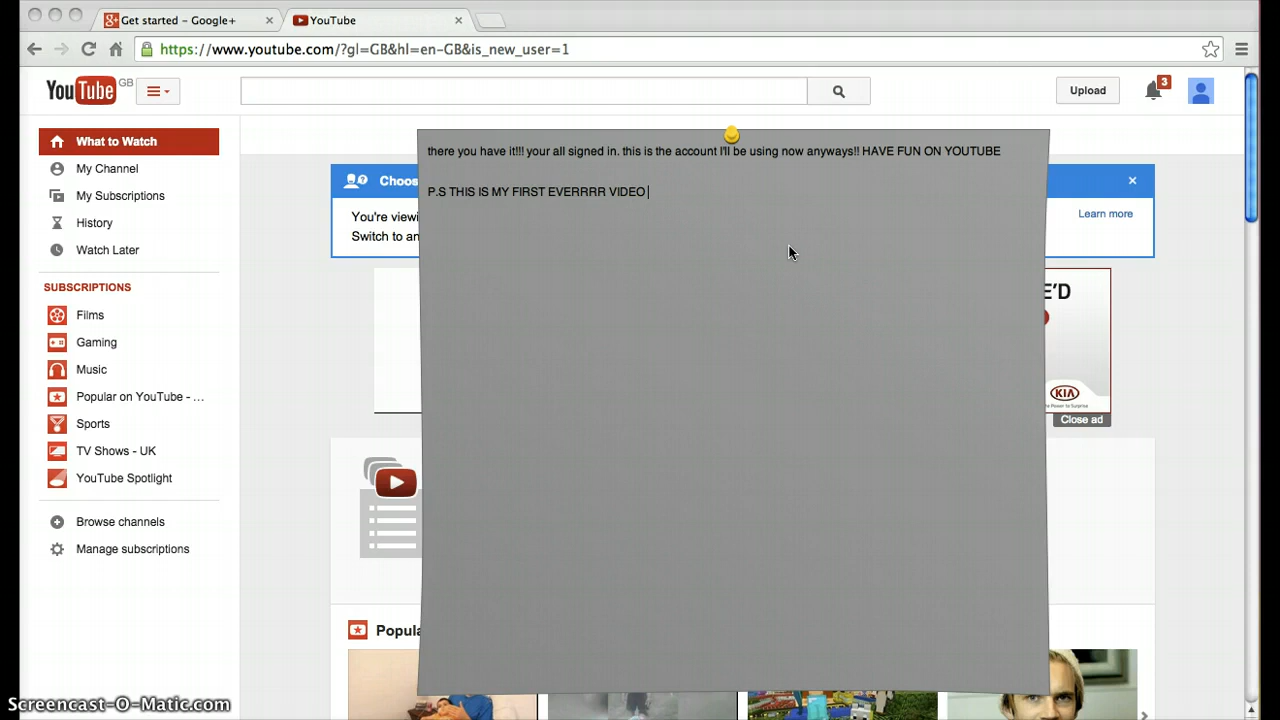 Get started - Google+
YouTube
https://www.youtube.com/?gl=GB&hl=en-GB&is_new_user=1
YouTube GB
Upload
3
What to Watch
My Channel
My Subscriptions
History
Watch Later
SUBSCRIPTIONS
Films
Gaming
Music
Popular on YouTube - ...
Sports
TV Shows - UK
YouTube Spotlight
Browse channels
Manage subscriptions
there you have it!!! your all signed in. this is the account I'll be using now anyways!! HAVE FUN ON YOUTUBE
P.S THIS IS MY FIRST EVERRRR VIDEO
Choos
You're viewi
Switch to an
Learn more
E'D
KIA
The Power to Surprise
Close ad
Popula
Screencast-O-Matic.com